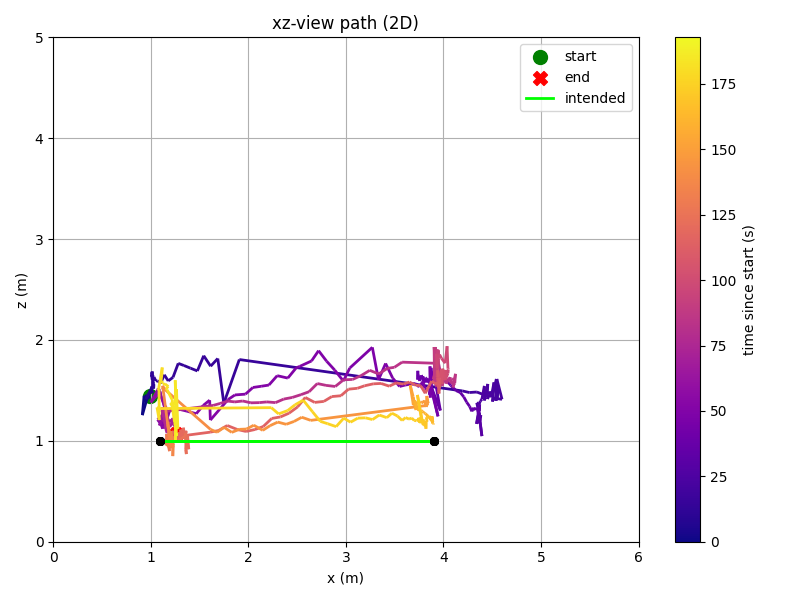 xz-view path (2D)
start
end
intended
5
4
3
2
1
0
0 1 2 3 4 5 6
x (m)
z (m)
175
150
125
100
75
50
25
0
time since start (s)